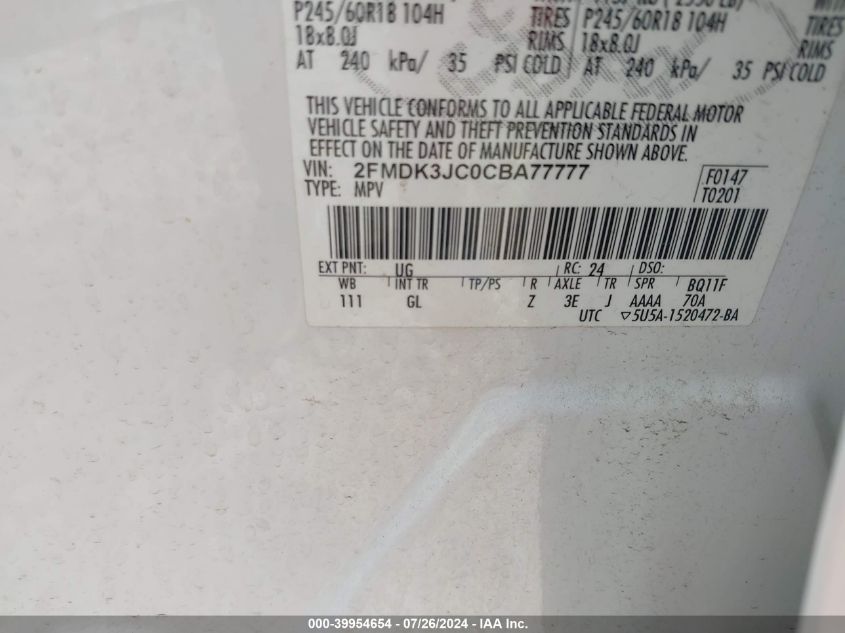 P245/60R18 104H TIRES P245/60R18 104H TIRES
18x8.0J RIMS 18x8.0J RIMS
AT 240 kPa/ 35 PSI COLD AT 240 kPa/ 35 PSI COLD
THIS VEHICLE CONFORMS TO ALL APPLICABLE FEDERAL MOTOR
VEHICLE SAFETY AND THEFT PREVENTION STANDARDS IN
EFFECT ON THE DATE OF MANUFACTURE SHOWN ABOVE.
VIN: 2FMDK3JC0CBA77777 F0147
TYPE: MPV T0201
EXT PNT: UG RC: 24 DSO:
WB INT TR TP/PS R AXLE TR SPR BQ11F
111 GL Z 3E J AAAA 70A
UTC ▽5U5A-1520472-BA
000-39954654 | 07/26/2024 - IAA Inc.